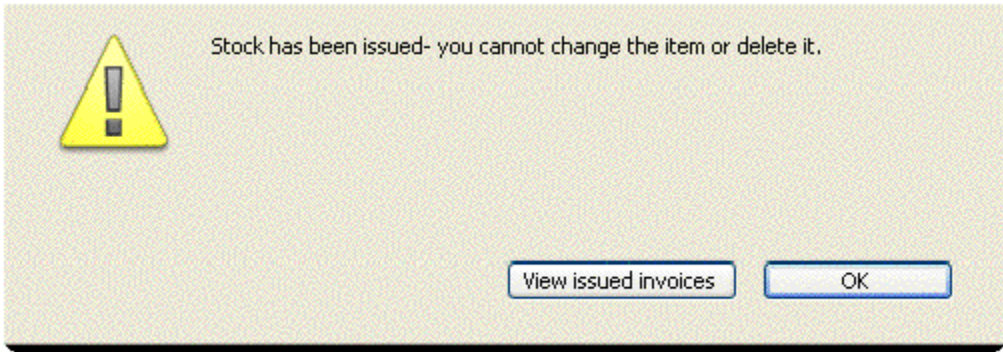 Stock has been issued- you cannot change the item or delete it.
View issued invoices
OK